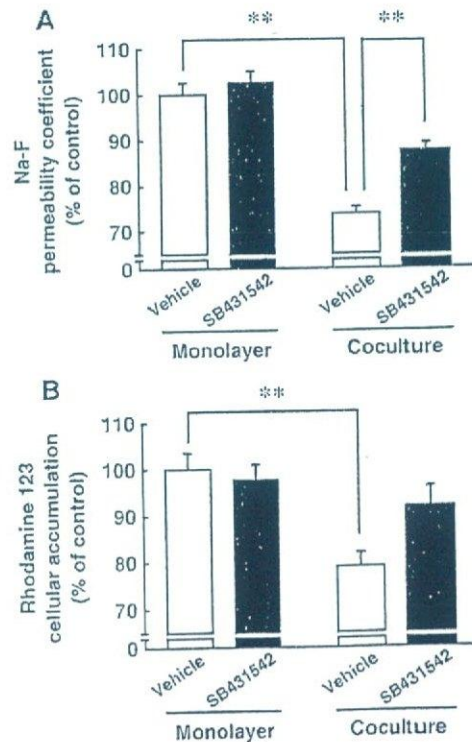 A
**
**
Na-F
permeability coefficient
(% of control)
110
100
90
80
70
0
Vehicle
SB431542
Vehicle
SB431542
Monolayer
Coculture
B
**
Rhodamine 123
cellular accumulation
(% of control)
110
100
90
80
70
0
Vehicle
SB431542
Vehicle
SB431542
Monolayer
Coculture